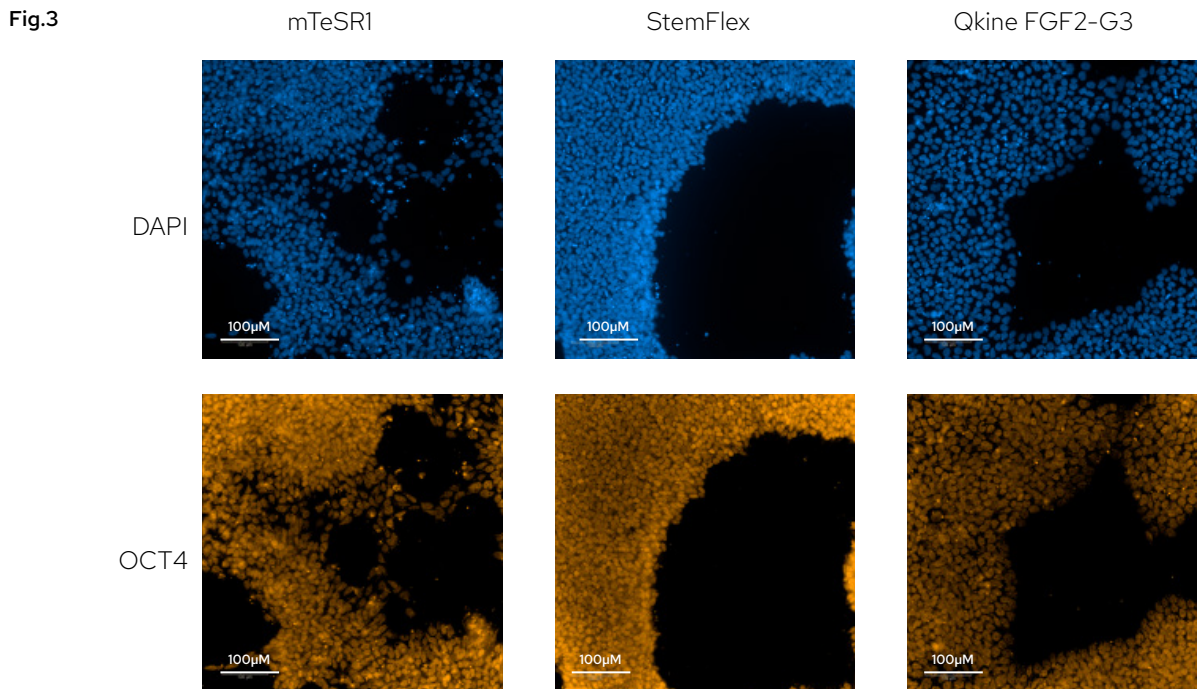 Fig.3
mTeSR1 StemFlex Qkine FGF2-G3
DAPI
100µM 100µM 100µM
OCT4
100µM 100µM 100µM